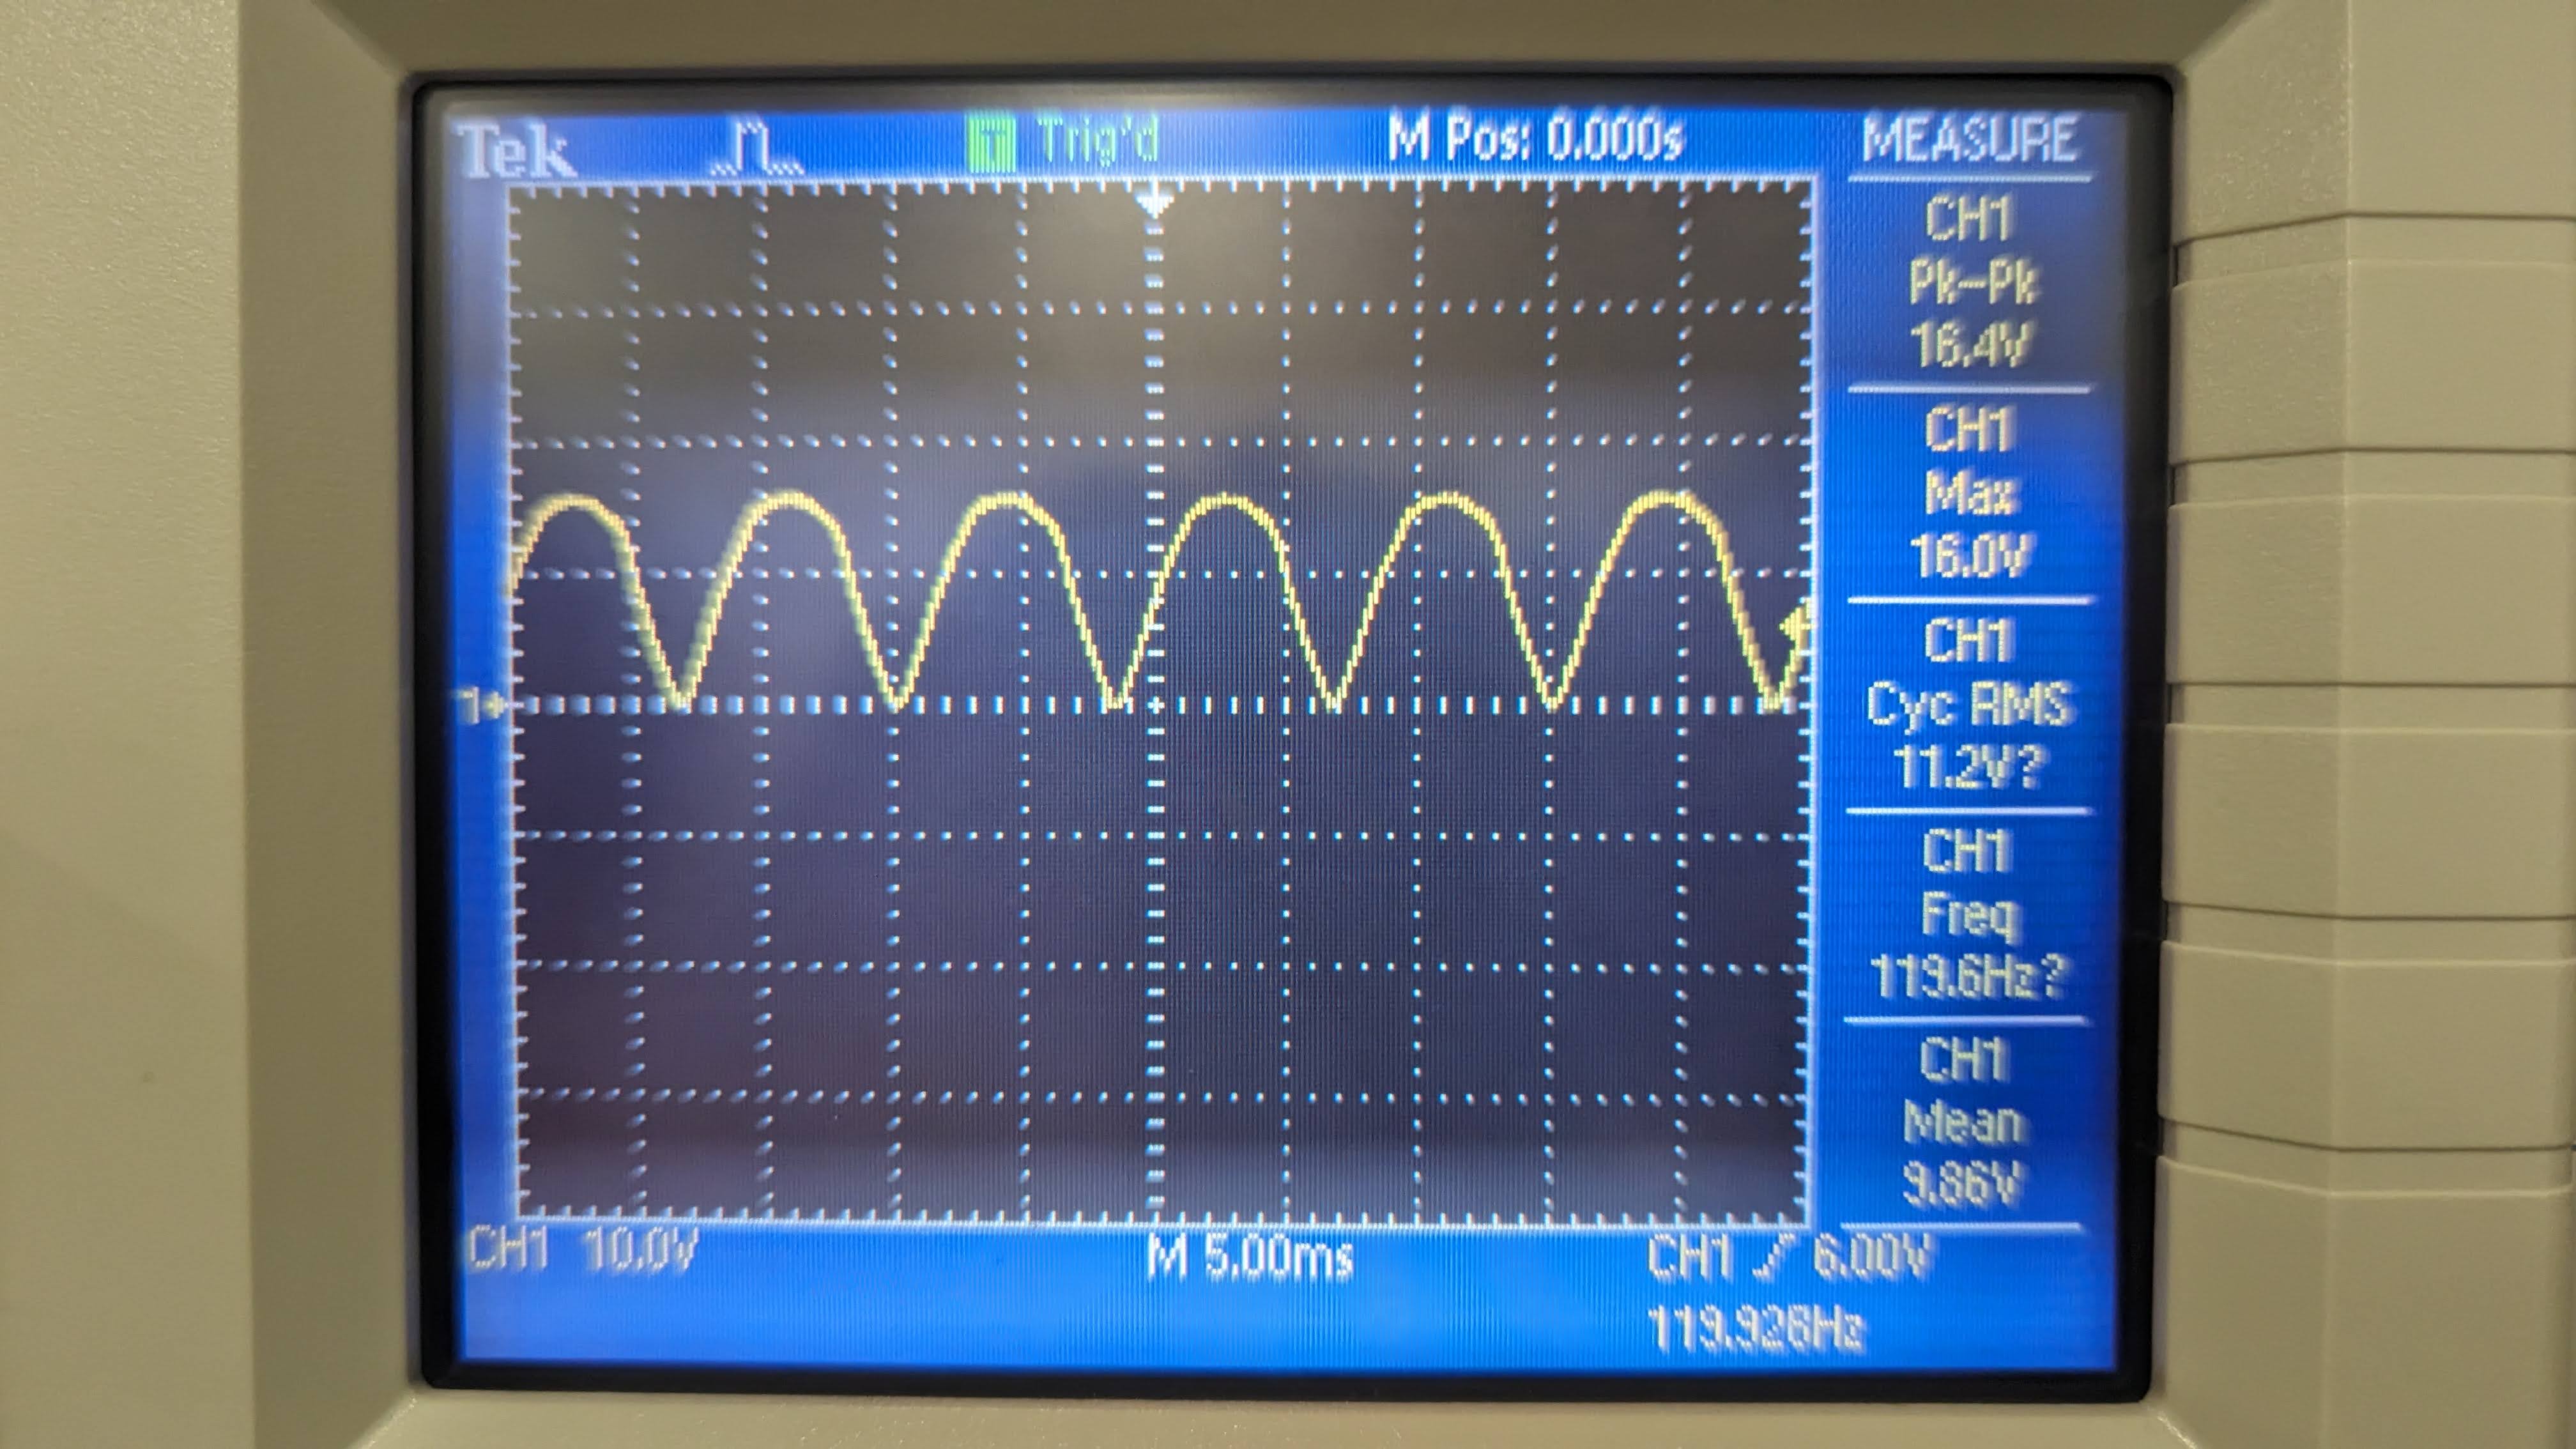 Tek T Trig'd M Pos: 0.000s MEASURE
CH1
Pk-Pk
16.4V
CH1
Max
16.0V
CH1
Cyc RMS
11.2V?
CH1
Freq
119.6Hz?
CH1
Mean
9.86V
1
CH1 10.0V M 5.00ms CH1 6.00V
119.926Hz